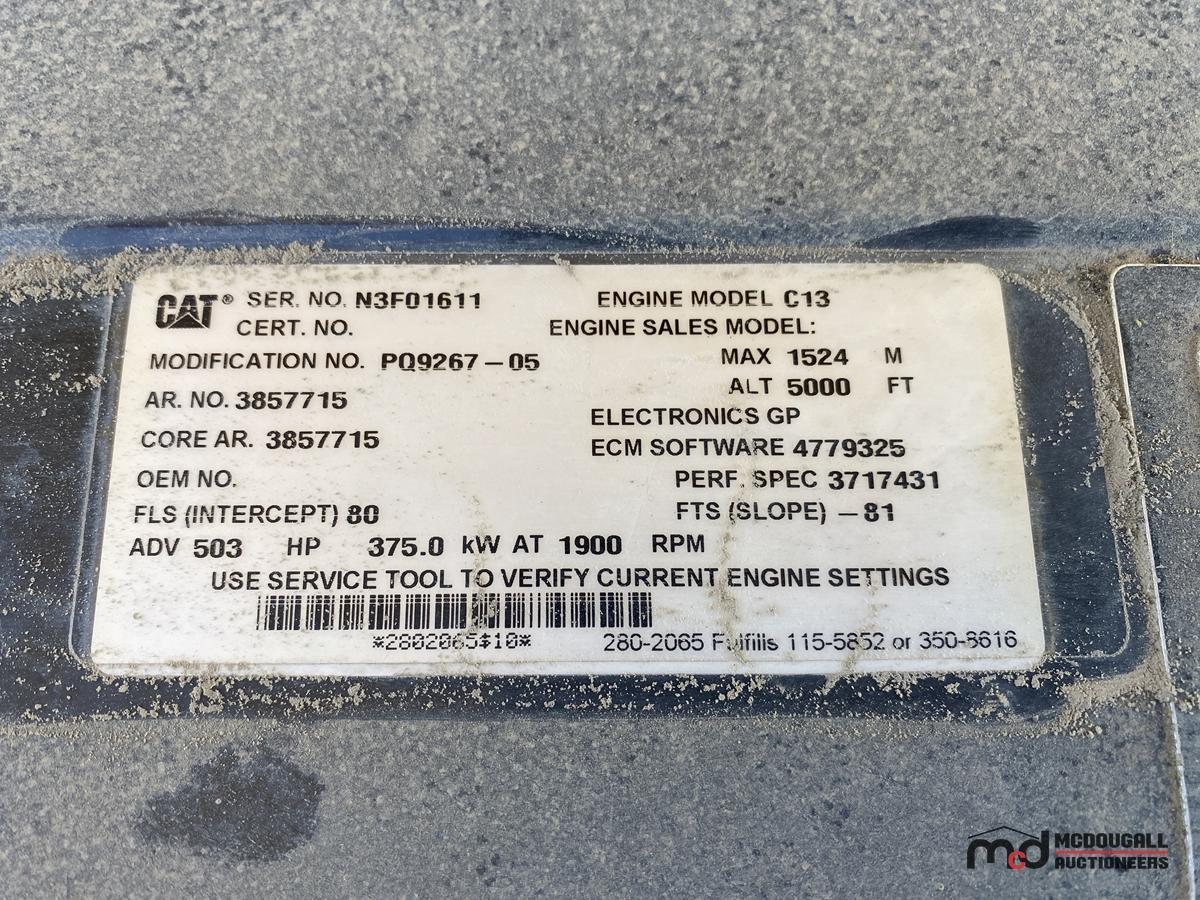 CAT® SER. NO. N3F01611 ENGINE MODEL C13
CERT. NO. ENGINE SALES MODEL:
MODIFICATION NO. PQ9267-05 MAX 1524 M
ALT 5000 FT
AR. NO. 3857715
ELECTRONICS GP
CORE AR. 3857715 ECM SOFTWARE 4779325
OEM NO. PERF. SPEC 3717431
FLS (INTERCEPT) 80 FTS (SLOPE) -81
ADV 503 HP 375.0 kW AT 1900 RPM
USE SERVICE TOOL TO VERIFY CURRENT ENGINE SETTINGS
*2802065$10* 280-2065 Fulfills 115-5852 or 350-8616
mcd MCDOUGALL
AUCTIONEERS